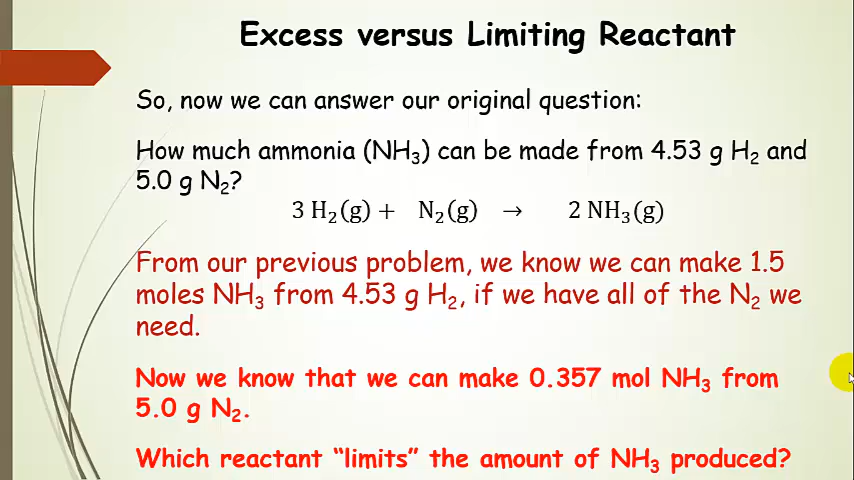 Excess versus Limiting Reactant
So, now we can answer our original question:
How much ammonia (NH₃) can be made from 4.53 g H₂ and
5.0 g N₂?
3 H₂(g) + N₂(g) → 2 NH₃(g)
From our previous problem, we know we can make 1.5
moles NH₃ from 4.53 g H₂, if we have all of the N₂ we
need.
Now we know that we can make 0.357 mol NH₃ from
5.0 g N₂.
Which reactant “limits” the amount of NH₃ produced?